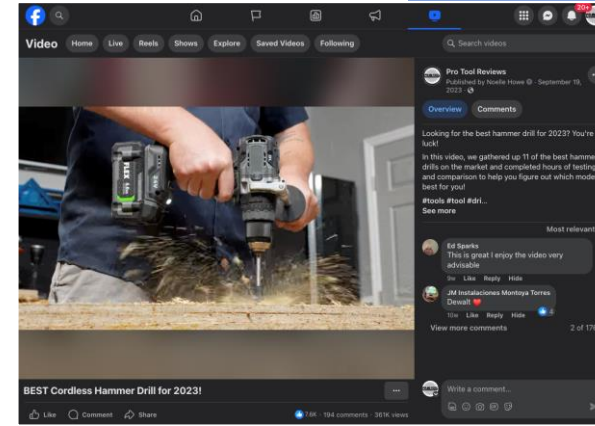 20+
Video Home Live Reels Shows Explore Saved Videos Following
Search videos
Pro Tool Reviews
Published by Noelle Howe · September 19,
2023 ·
Overview Comments
Looking for the best hammer drill for 2023? You're
luck!
In this video, we gathered up 11 of the best hamme
drills on the market and completed hours of testing
and comparison to help you figure out which mode
best for you!
#tools #tool #dri...
See more
Most relevant
Ed Sparks
This is great I enjoy the video very
advisable
9w Like Reply Hide
JM Instalaciones Montoya Torres
Dewalt ❤️
10w Like Reply Hide 4
View more comments
2 of 176
FLEX
BEST Cordless Hammer Drill for 2023!
...
Like Comment Share
7.6K · 194 comments · 361K views
Write a comment...